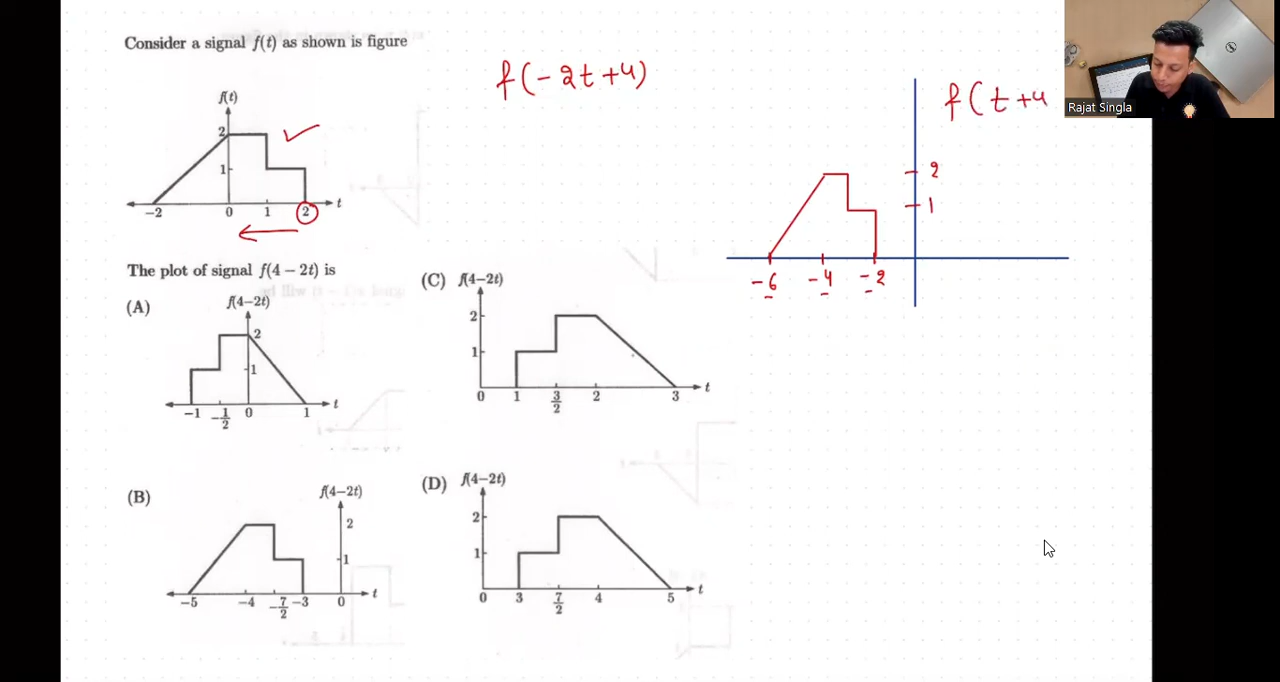 Consider a signal f(t) as shown is figure
f(-2t+4)
f(t)
2
1
-2 0 1 2 t
f(t+4
Rajat Singla
2
1
-6 -4 -2
The plot of signal f(4 – 2t) is
(A) f(4–2t)
2
1
-1 -1/2 0 1 t
(C) f(4–2t)
2
1
0 1 3/2 2 3 t
(B) f(4–2t)
2
1
-5 -4 -7/2 -3 0 t
(D) f(4–2t)
2
1
0 3 7/2 4 5 t